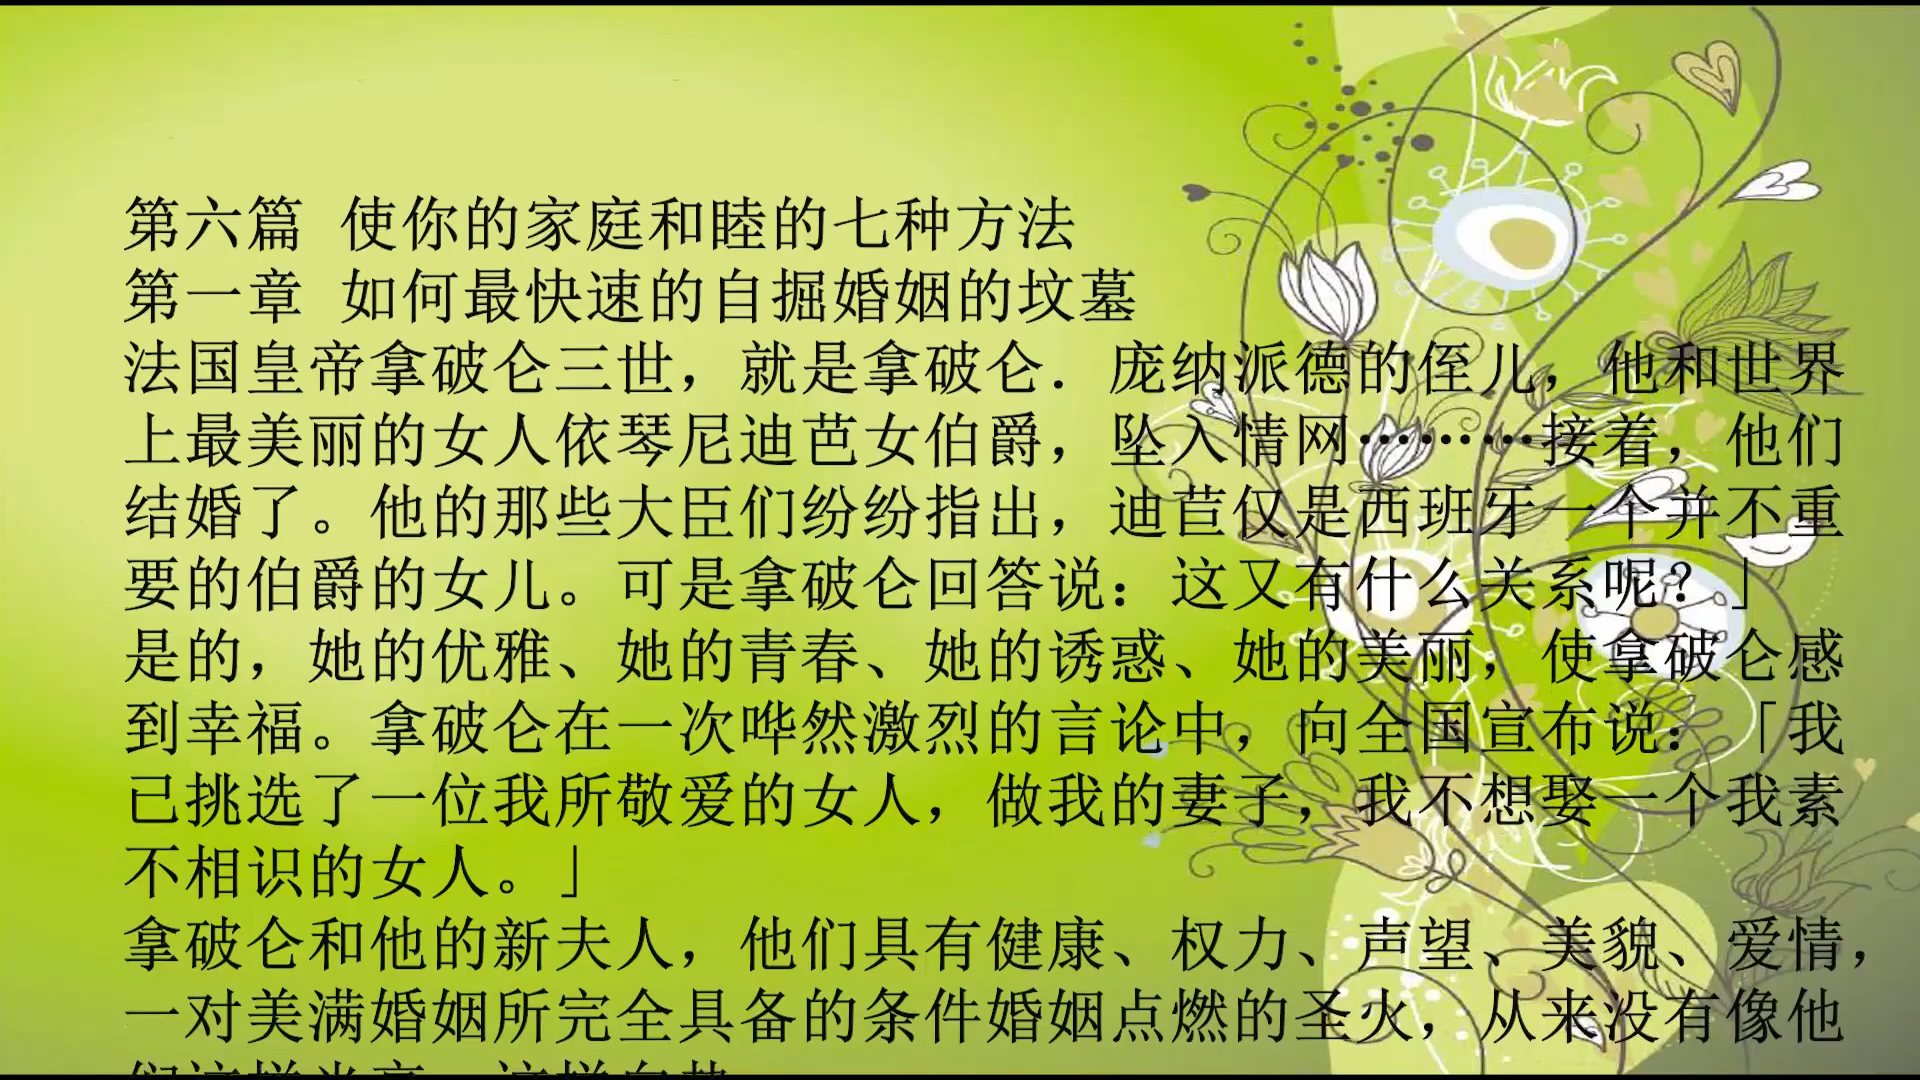 第六篇 使你的家庭和睦的七种方法
第一章 如何最快速的自掘婚姻的坟墓
法国皇帝拿破仑三世，就是拿破仑．庞纳派德的侄儿，他和世界
上最美丽的女人依琴尼迪芭女伯爵，坠入情网………接着，他们
结婚了。他的那些大臣们纷纷指出，迪苣仅是西班牙一个并不重
要的伯爵的女儿。可是拿破仑回答说：这又有什么关系呢？」
是的，她的优雅、她的青春、她的诱惑、她的美丽，使拿破仑感
到幸福。拿破仑在一次哗然激烈的言论中，向全国宣布说：「我
已挑选了一位我所敬爱的女人，做我的妻子，我不想娶一个我素
不相识的女人。」
拿破仑和他的新夫人，他们具有健康、权力、声望、美貌、爱情，
一对美满婚姻所完全具备的条件婚姻点燃的圣火，从来没有像他